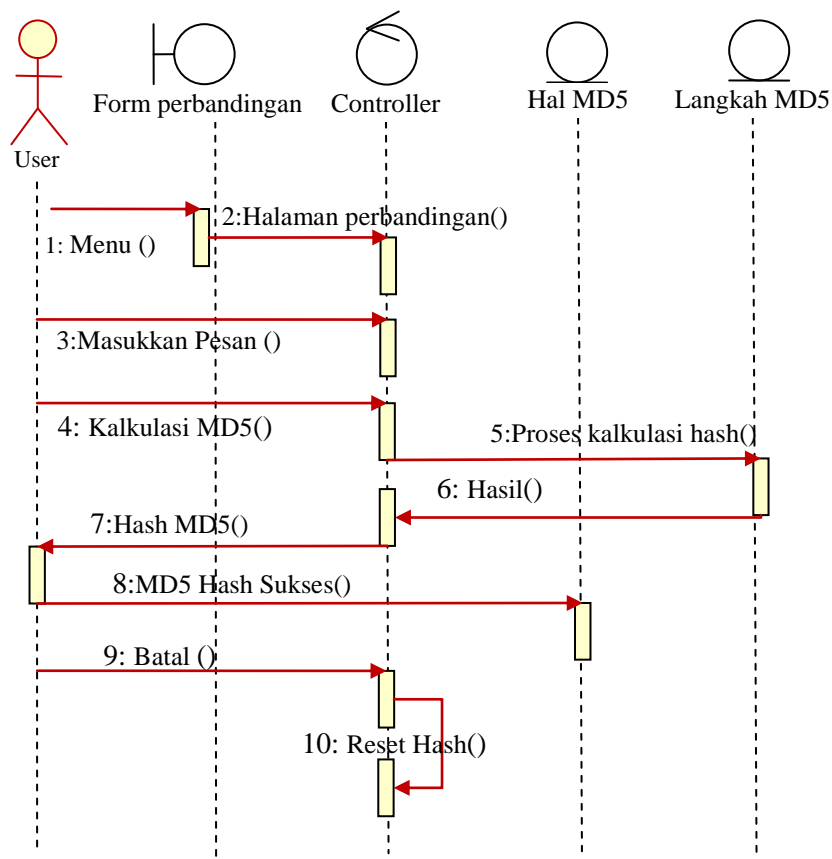 User
Form perbandingan
Controller
Hal MD5
Langkah MD5
1: Menu ()
2:Halaman perbandingan()
3:Masukkan Pesan ()
4: Kalkulasi MD5()
5:Proses kalkulasi hash()
6: Hasil()
7:Hash MD5()
8:MD5 Hash Sukses()
9: Batal ()
10: Reset Hash()